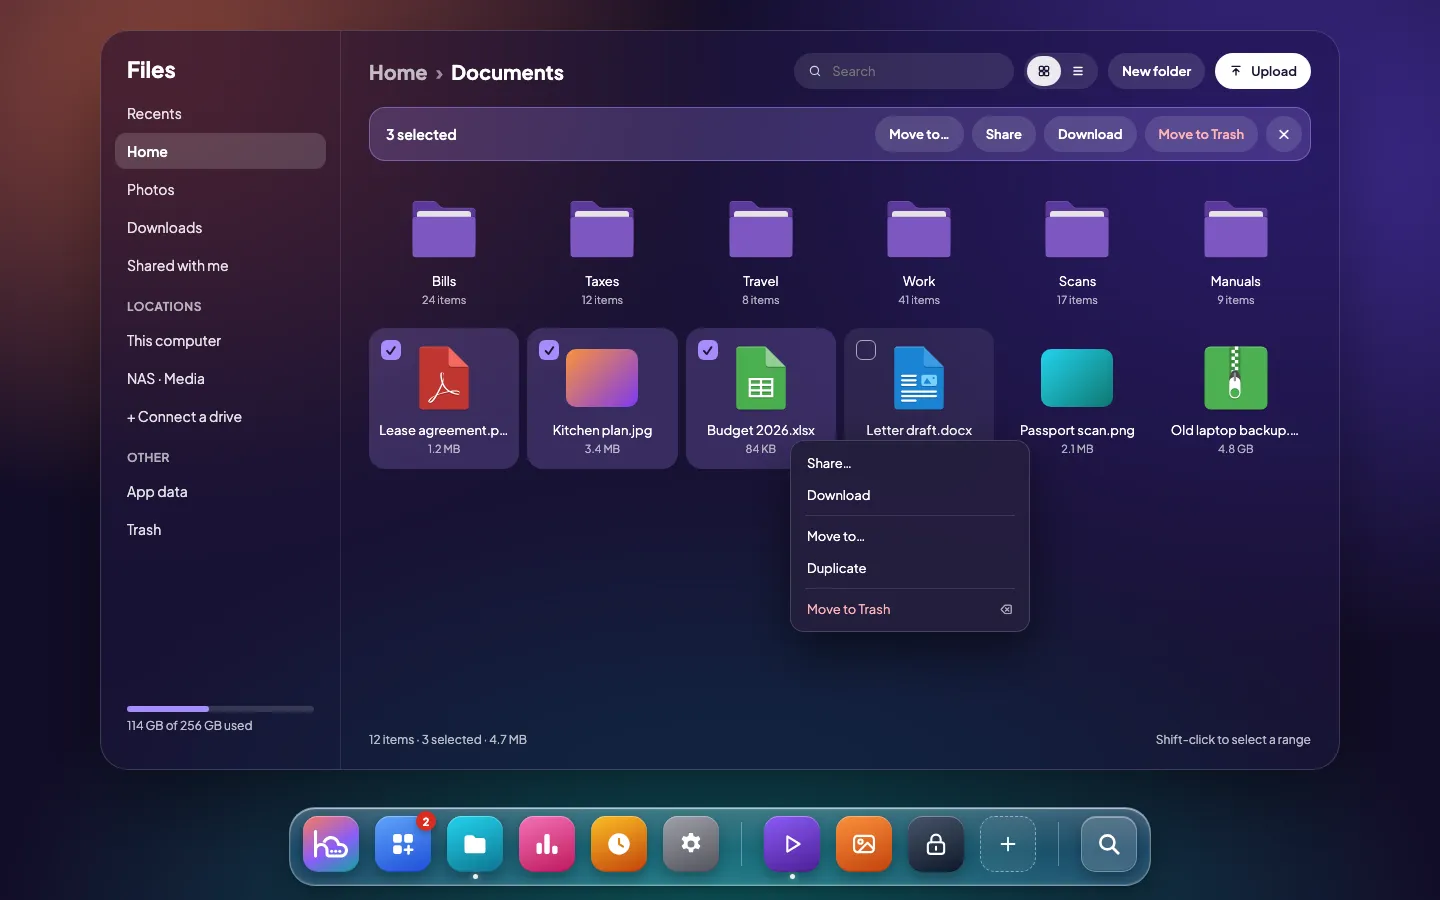 Files
Recents
Home
Photos
Downloads
Shared with me
LOCATIONS
This computer
NAS · Media
+ Connect a drive
OTHER
App data
Trash
114 GB of 256 GB used
Home › Documents
Search
New folder
Upload
3 selected
Move to...
Share
Download
Move to Trash
Bills
24 items
Taxes
12 items
Travel
8 items
Work
41 items
Scans
17 items
Manuals
9 items
Lease agreement.p...
1.2 MB
Kitchen plan.jpg
3.4 MB
Budget 2026.xlsx
84 KB
Letter draft.docx
Passport scan.png
2.1 MB
Old laptop backup....
4.8 GB
Share...
Download
Move to...
Duplicate
Move to Trash
12 items · 3 selected · 4.7 MB
Shift-click to select a range
2